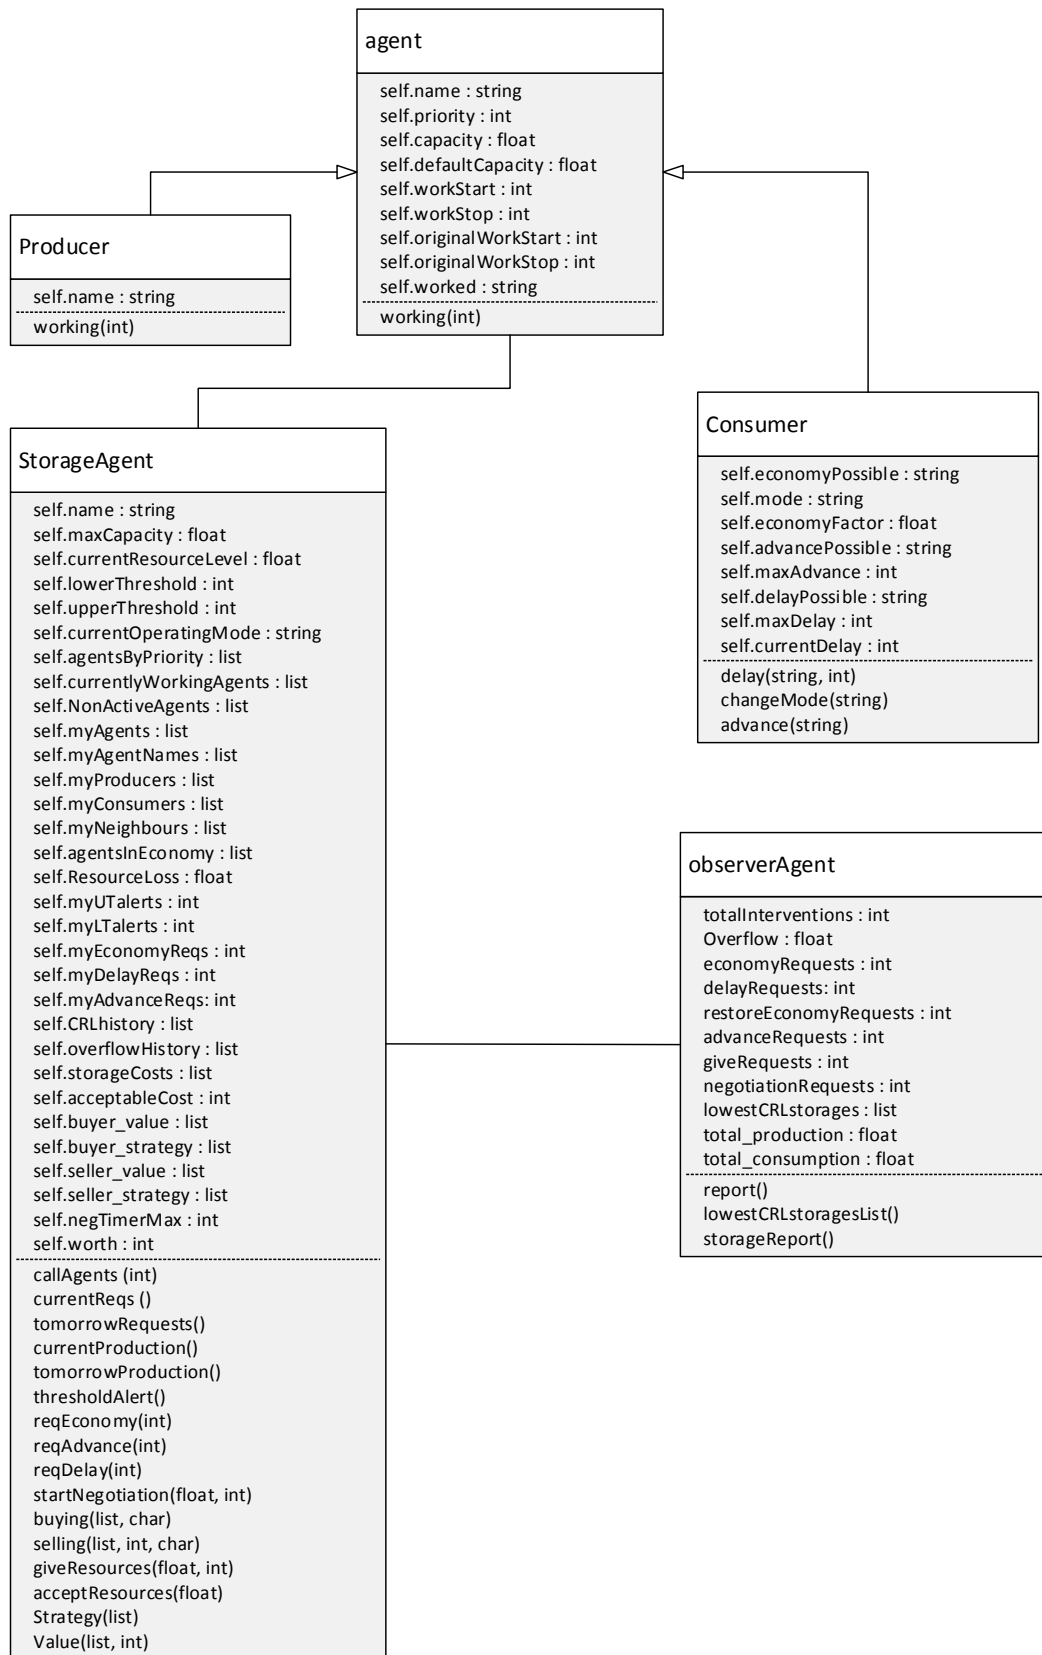 agent
self.name : string
self.priority : int
self.capacity : float
self.defaultCapacity : float
self.workStart : int
self.workStop : int
self.originalWorkStart : int
self.originalWorkStop : int
self.worked : string
working(int)
Producer
self.name : string
working(int)
Consumer
self.economyPossible : string
self.mode : string
self.economyFactor : float
self.advancePossible : string
self.maxAdvance : int
self.delayPossible : string
self.maxDelay : int
self.currentDelay : int
delay(string, int)
changeMode(string)
advance(string)
StorageAgent
self.name : string
self.maxCapacity : float
self.currentResourceLevel : float
self.lowerThreshold : int
self.upperThreshold : int
self.currentOperatingMode : string
self.agentsByPriority : list
self.currentlyWorkingAgents : list
self.NonActiveAgents : list
self.myAgents : list
self.myAgentNames : list
self.myProducers : list
self.myConsumers : list
self.myNeighbours : list
self.agentsInEconomy : list
self.ResourceLoss : float
self.myUTalerts : int
self.myLTalerts : int
self.myEconomyReqs : int
self.myDelayReqs : int
self.myAdvanceReqs: int
self.CRLhistory : list
self.overflowHistory : list
self.storageCosts : list
self.acceptableCost : int
self.buyer_value : list
self.buyer_strategy : list
self.seller_value : list
self.seller_strategy : list
self.negTimerMax : int
self.worth : int
callAgents (int)
currentReqs ()
tomorrowRequests()
currentProduction()
tomorrowProduction()
thresholdAlert()
reqEconomy(int)
reqAdvance(int)
reqDelay(int)
startNegotiation(float, int)
buying(list, char)
selling(list, int, char)
giveResources(float, int)
acceptResources(float)
Strategy(list)
Value(list, int)
observerAgent
totalInterventions : int
Overflow : float
economyRequests : int
delayRequests: int
restoreEconomyRequests : int
advanceRequests : int
giveRequests : int
negotiationRequests : int
lowestCRLstorages : list
total_production : float
total_consumption : float
report()
lowestCRLstoragesList()
storageReport()